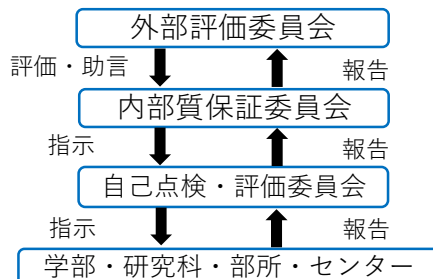 外部評価委員会
評価・助言
報告
内部質保証委員会
指示
報告
自己点検・評価委員会
指示
報告
学部・研究科・部所・センター